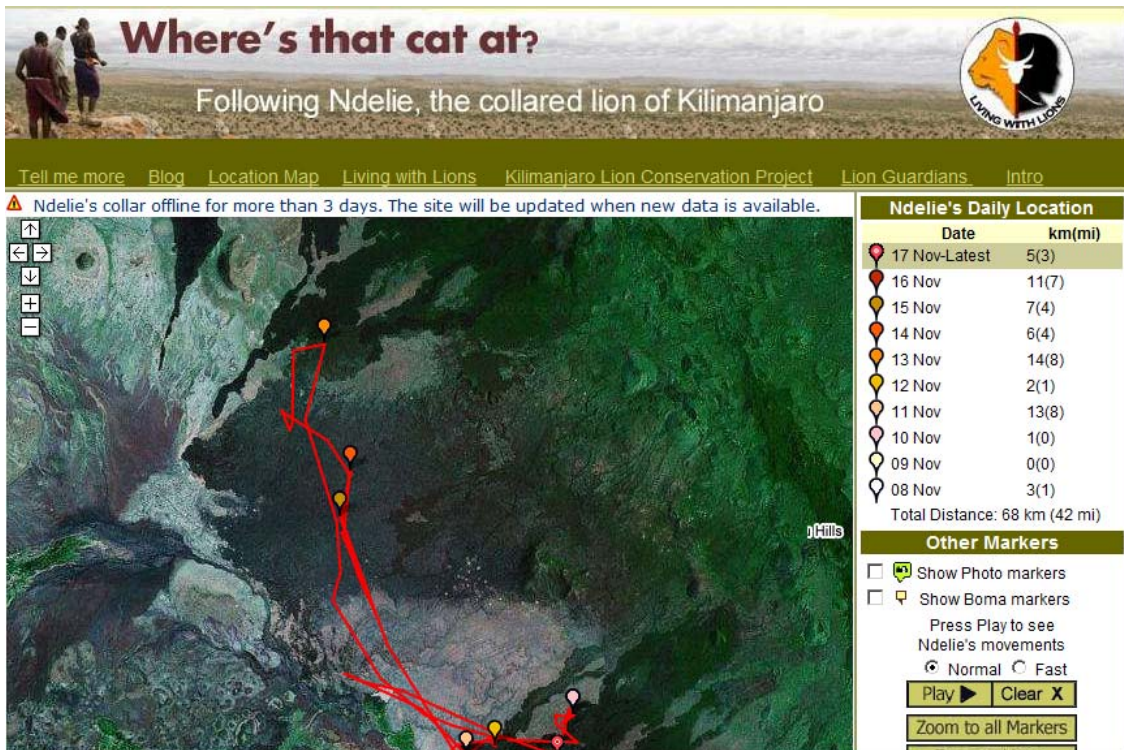 Where's that cat at?
Following Ndelie, the collared lion of Kilimanjaro
LIVING WITH LIONS
Tell me more Blog Location Map Living with Lions Kilimanjaro Lion Conservation Project Lion Guardians Intro
Ndelie's collar offline for more than 3 days. The site will be updated when new data is available.
Hills
Ndelie's Daily Location
Date km(mi)
17 Nov-Latest 5(3)
16 Nov 11(7)
15 Nov 7(4)
14 Nov 6(4)
13 Nov 14(8)
12 Nov 2(1)
11 Nov 13(8)
10 Nov 1(0)
09 Nov 0(0)
08 Nov 3(1)
Total Distance: 68 km (42 mi)
Other Markers
Show Photo markers
Show Boma markers
Press Play to see
Ndelie's movements
Normal Fast
Play Clear X
Zoom to all Markers